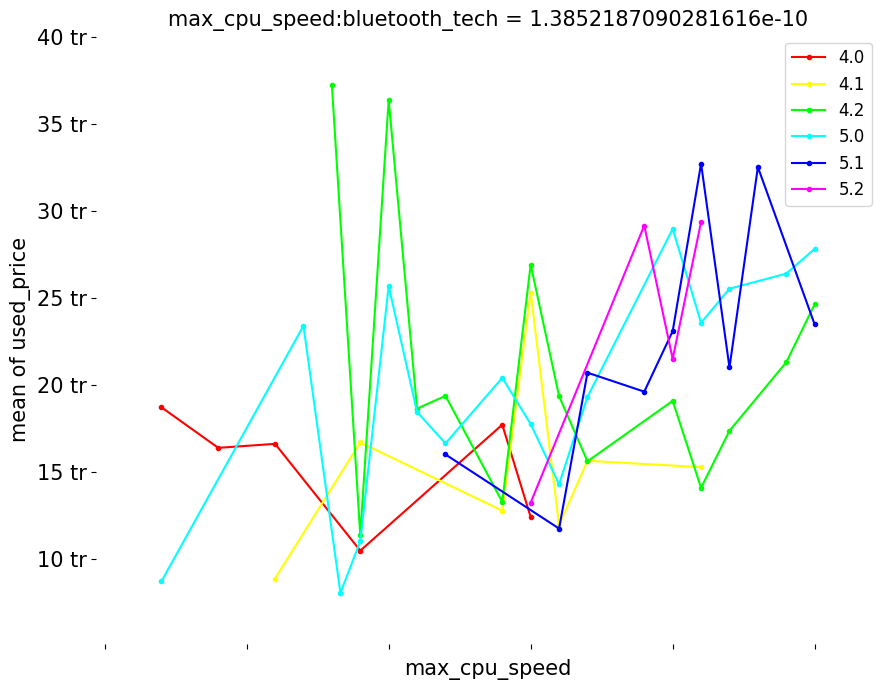 max_cpu_speed:bluetooth_tech = 1.3852187090281616e-10
40 tr
35 tr
30 tr
25 tr
20 tr
15 tr
10 tr
mean of used_price
max_cpu_speed
4.0
4.1
4.2
5.0
5.1
5.2